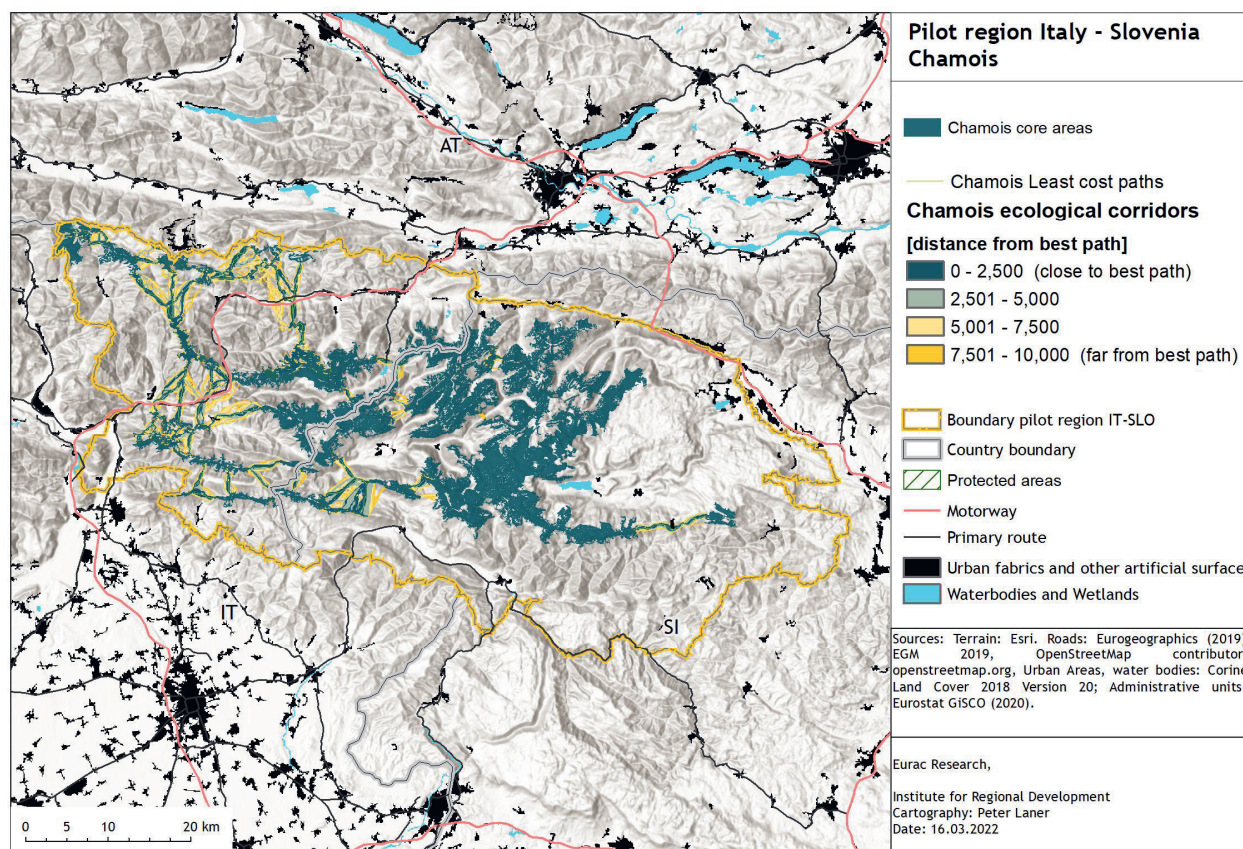 Pilot region Italy - Slovenia
Chamois
Chamois core areas
Chamois Least cost paths
Chamois ecological corridors
[distance from best path]
0 - 2,500 (close to best path)
2,501 - 5,000
5,001 - 7,500
7,501 - 10,000 (far from best path)
Boundary pilot region IT-SLO
Country boundary
Protected areas
Motorway
Primary route
Urban fabrics and other artificial surface
Waterbodies and Wetlands
Sources: Terrain: Esri. Roads: Eurogeographics (2019)
EGM 2019, OpenStreetMap contributor
openstreetmap.org, Urban Areas, water bodies: Corine
Land Cover 2018 Version 20; Administrative units
Eurostat GiSCO (2020).
Eurac Research,
Institute for Regional Development
Cartography: Peter Laner
Date: 16.03.2022
AT
IT
SI
0 5 10 20 km